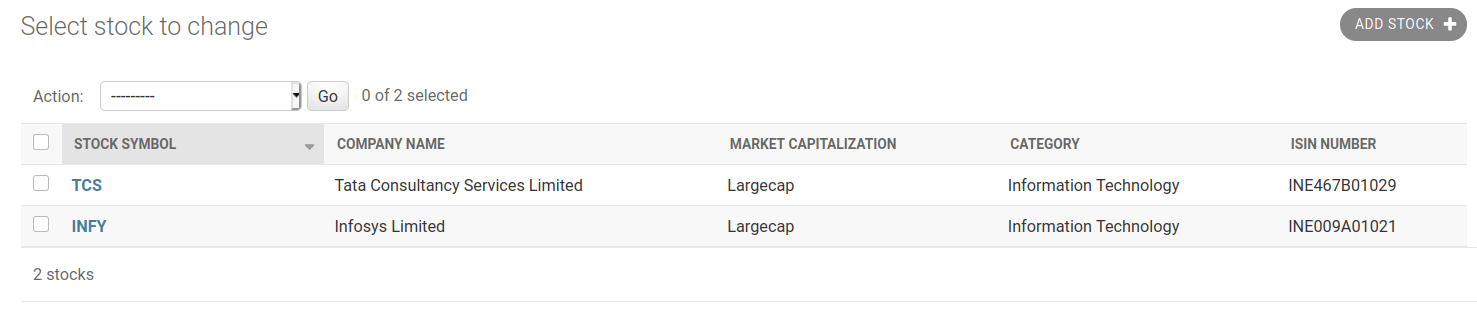 Select stock to change
ADD STOCK +
Action: --------- Go 0 of 2 selected
STOCK SYMBOL COMPANY NAME MARKET CAPITALIZATION CATEGORY ISIN NUMBER
TCS Tata Consultancy Services Limited Largecap Information Technology INE467B01029
INFY Infosys Limited Largecap Information Technology INE009A01021
2 stocks